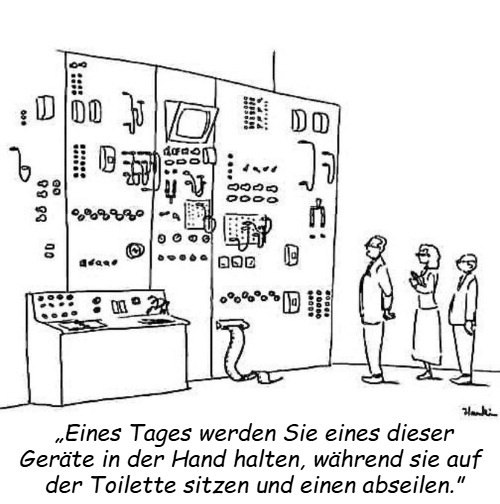 „Eines Tages werden Sie eines dieser
Geräte in der Hand halten, während sie auf
der Toilette sitzen und einen abseilen."